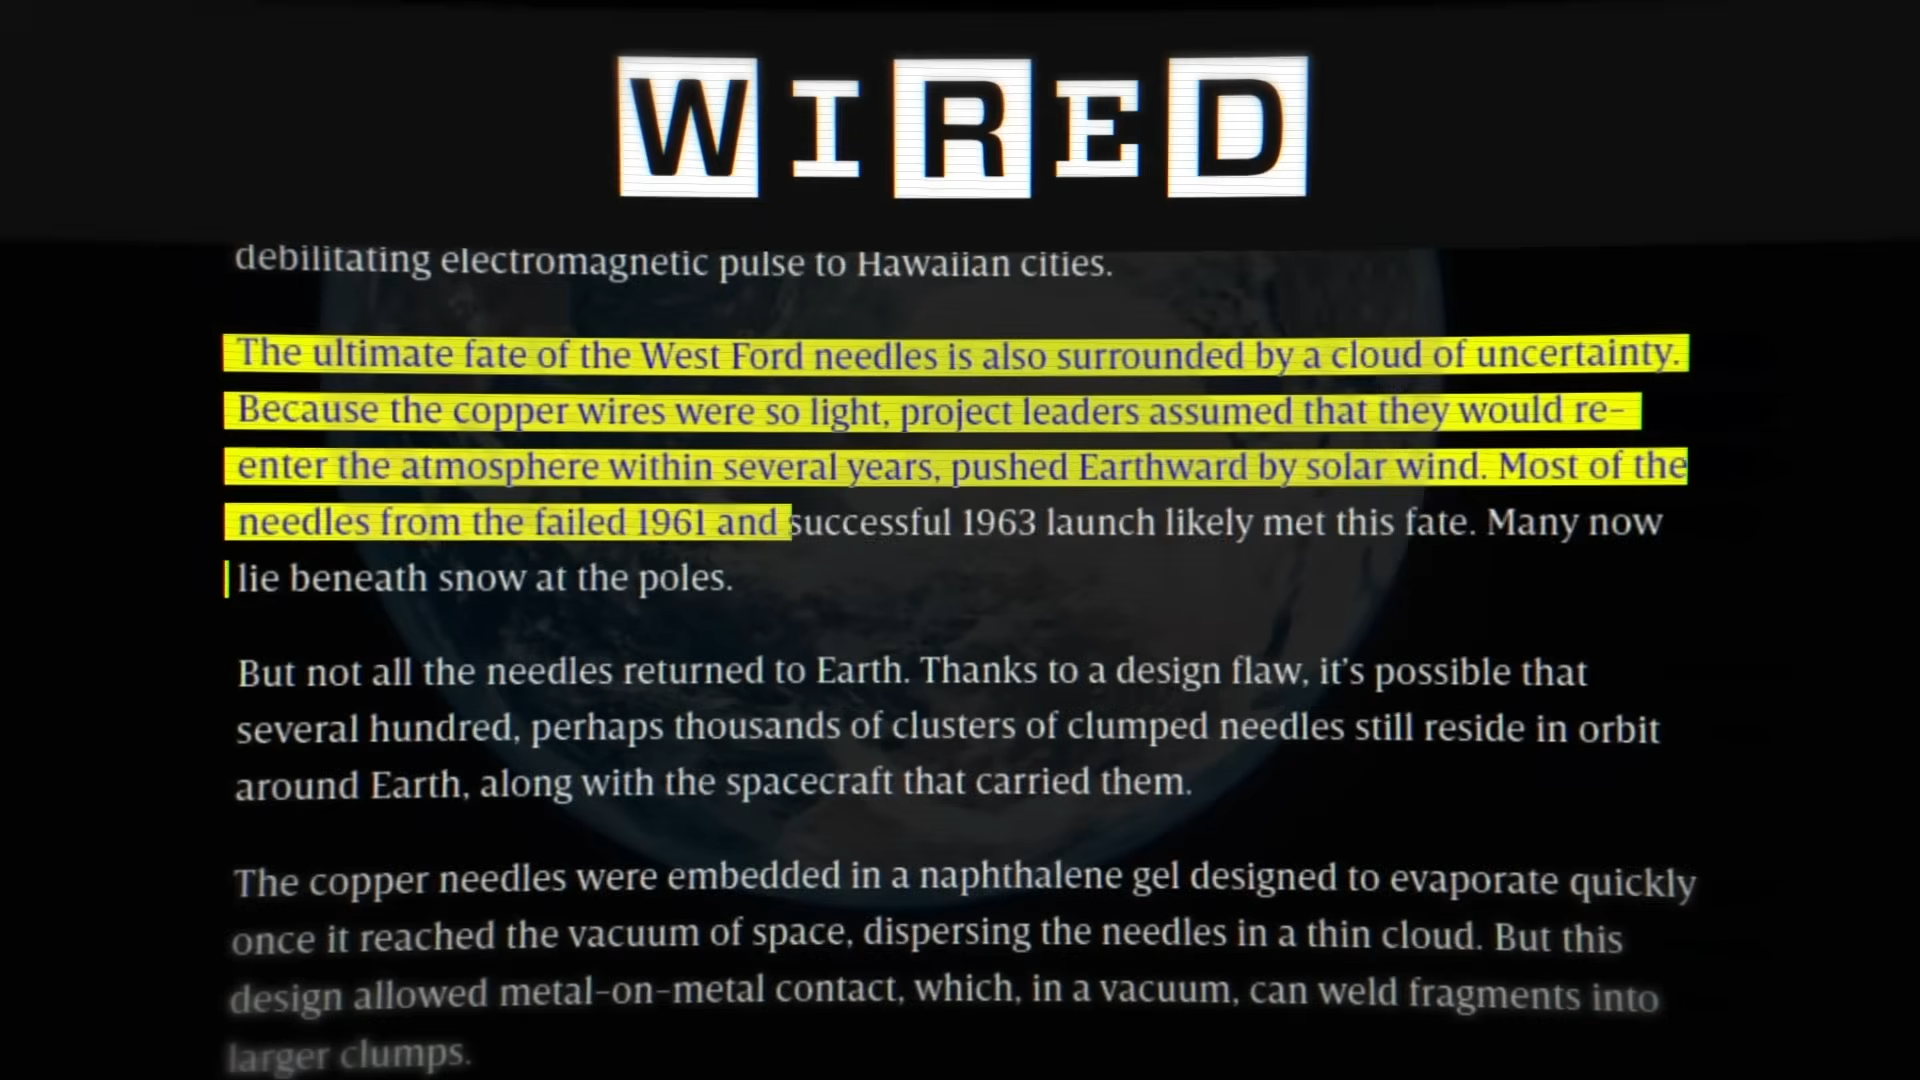 WIRED
debilitating electromagnetic pulse to Hawaiian cities.
The ultimate fate of the West Ford needles is also surrounded by a cloud of uncertainty.
Because the copper wires were so light, project leaders assumed that they would re-
enter the atmosphere within several years, pushed Earthward by solar wind. Most of the
needles from the failed 1961 and successful 1963 launch likely met this fate. Many now
lie beneath snow at the poles.
But not all the needles returned to Earth. Thanks to a design flaw, it's possible that
several hundred, perhaps thousands of clusters of clumped needles still reside in orbit
around Earth, along with the spacecraft that carried them.
The copper needles were embedded in a naphthalene gel designed to evaporate quickly
once it reached the vacuum of space, dispersing the needles in a thin cloud. But this
design allowed metal-on-metal contact, which, in a vacuum, can weld fragments into
larger clumps.